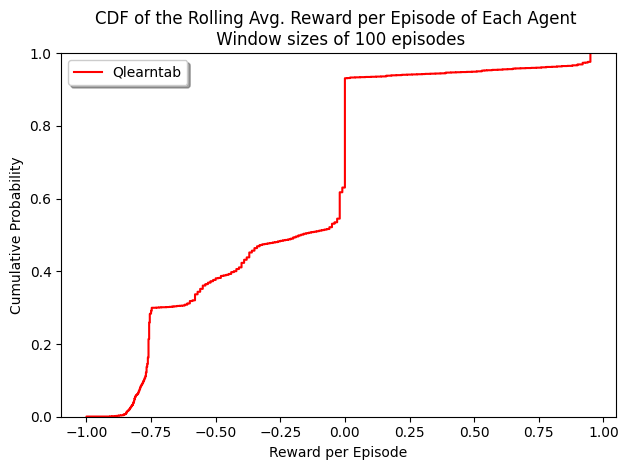 CDF of the Rolling Avg. Reward per Episode of Each Agent
Window sizes of 100 episodes
Qlearntab
Cumulative Probability
1.0
0.8
0.6
0.4
0.2
0.0
−1.00 −0.75 −0.50 −0.25 0.00 0.25 0.50 0.75 1.00
Reward per Episode